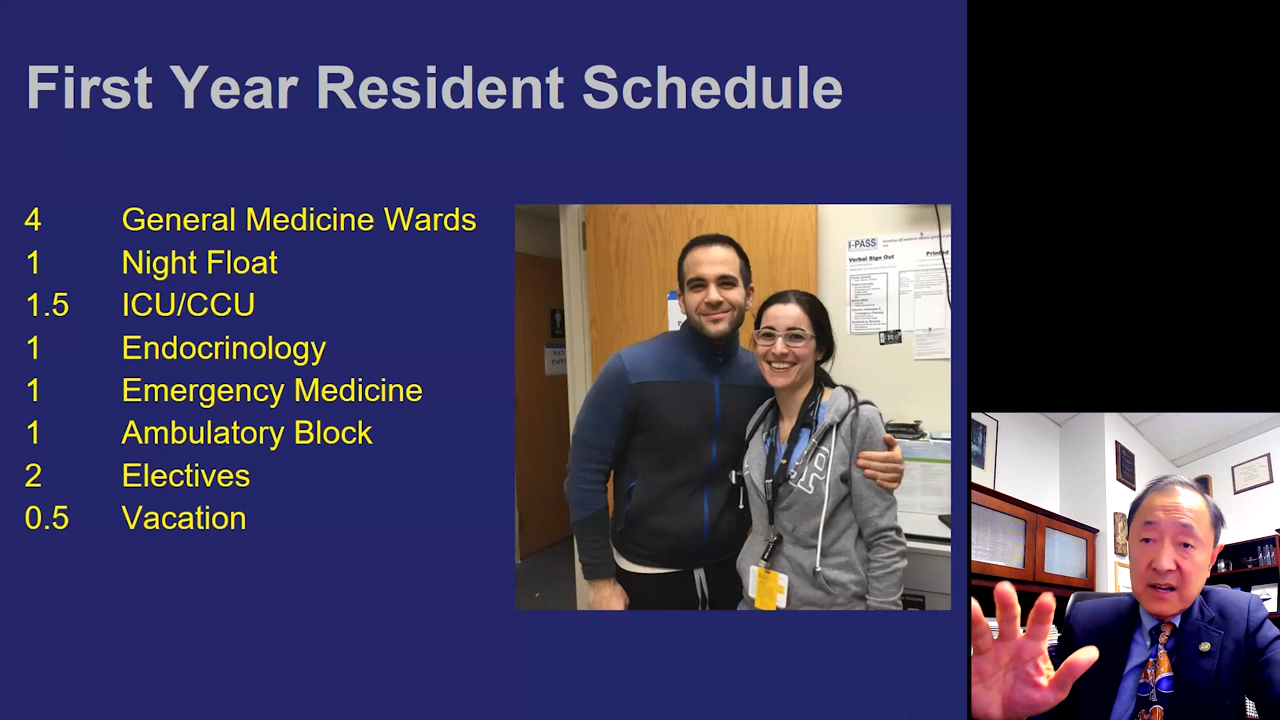 First Year Resident Schedule
4 General Medicine Wards
1 Night Float
1.5 ICU/CCU
1 Endocrinology
1 Emergency Medicine
1 Ambulatory Block
2 Electives
0.5 Vacation
I-PASS
Verbal Sign Out
Printed